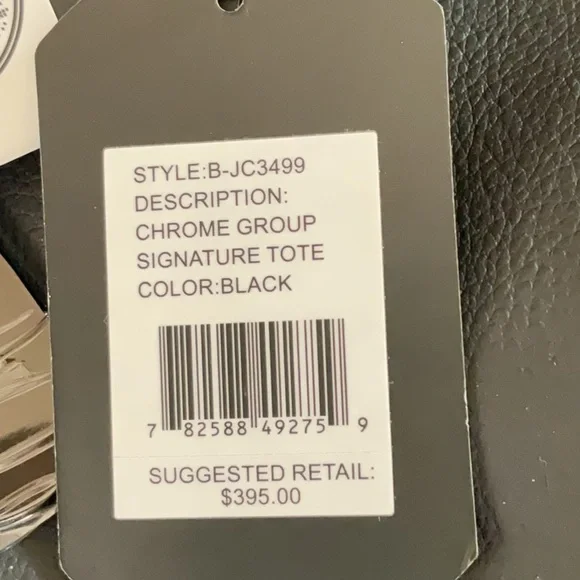 STYLE:B-JC3499
DESCRIPTION:
CHROME GROUP
SIGNATURE TOTE
COLOR:BLACK
7 82588 49275 9
SUGGESTED RETAIL:
$395.00